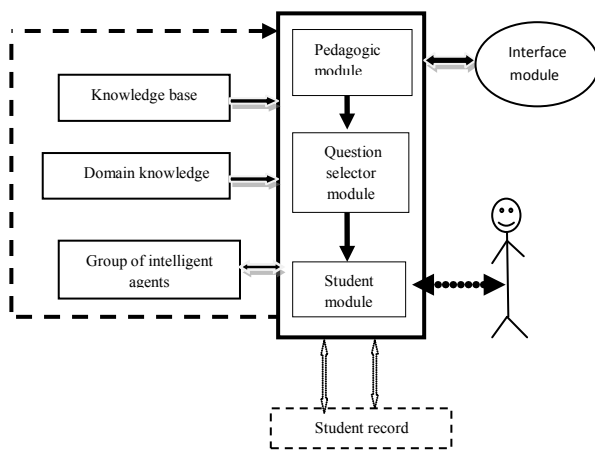 Pedagogic
module
Interface
module
Knowledge base
Question
selector
module
Domain knowledge
Group of intelligent
agents
Student
module
Student record